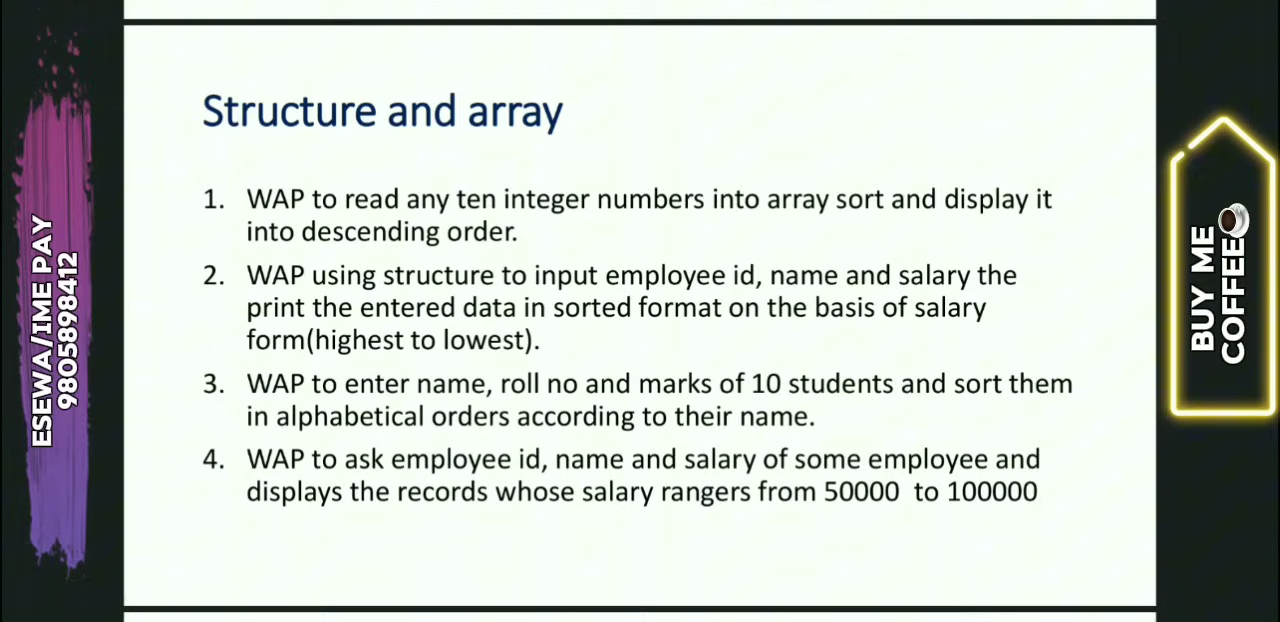 Structure and array
1. WAP to read any ten integer numbers into array sort and display it
into descending order.
2. WAP using structure to input employee id, name and salary the
print the entered data in sorted format on the basis of salary
form(highest to lowest).
3. WAP to enter name, roll no and marks of 10 students and sort them
in alphabetical orders according to their name.
4. WAP to ask employee id, name and salary of some employee and
displays the records whose salary rangers from 50000  to 100000
ESEWA/IME PAY
9805898412
BUY ME
COFFEE